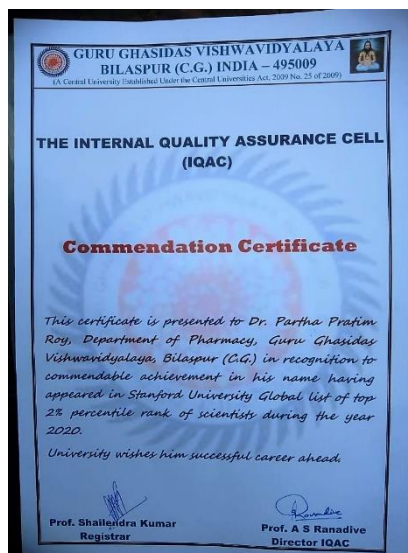 GURU GHASIDAS VISHWAVIDYALAYA
BILASPUR (C.G.) INDIA – 495009
(A Central University Established Under the Central Universities Act, 2009 No. 25 of 2009)
THE INTERNAL QUALITY ASSURANCE CELL
(IQAC)
Commendation Certificate
This certificate is presented to Dr. Partha Pratim
Roy, Department of Pharmacy, Guru Ghasidas
Vishwavidyalaya, Bilaspur (C.G.) in recognition to
commendable achievement in his name having
appeared in Stanford University Global list of top
2% percentile rank of scientists during the year
2020.
University wishes him successful career ahead.
Ranadive
Prof. Shailendra Kumar
Registrar
Prof. A S Ranadive
Director IQAC